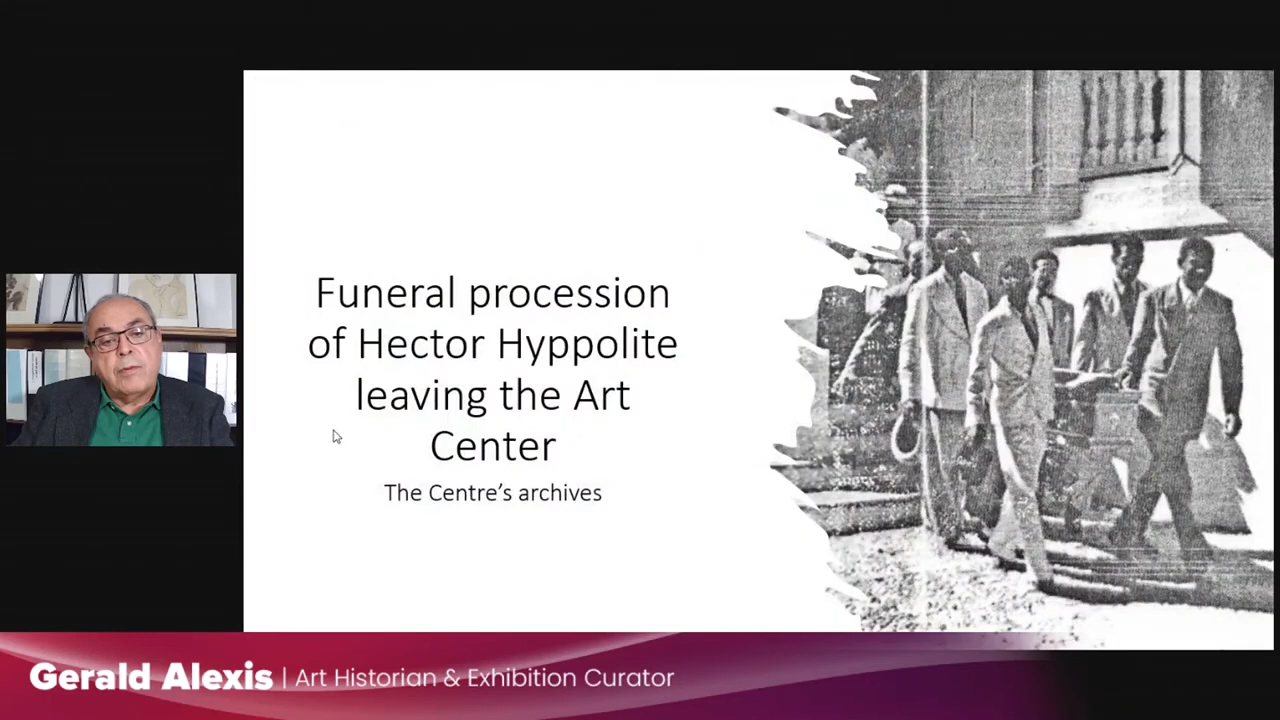 Funeral procession
of Hector Hyppolite
leaving the Art
Center
The Centre’s archives
Gerald Alexis | Art Historian & Exhibition Curator